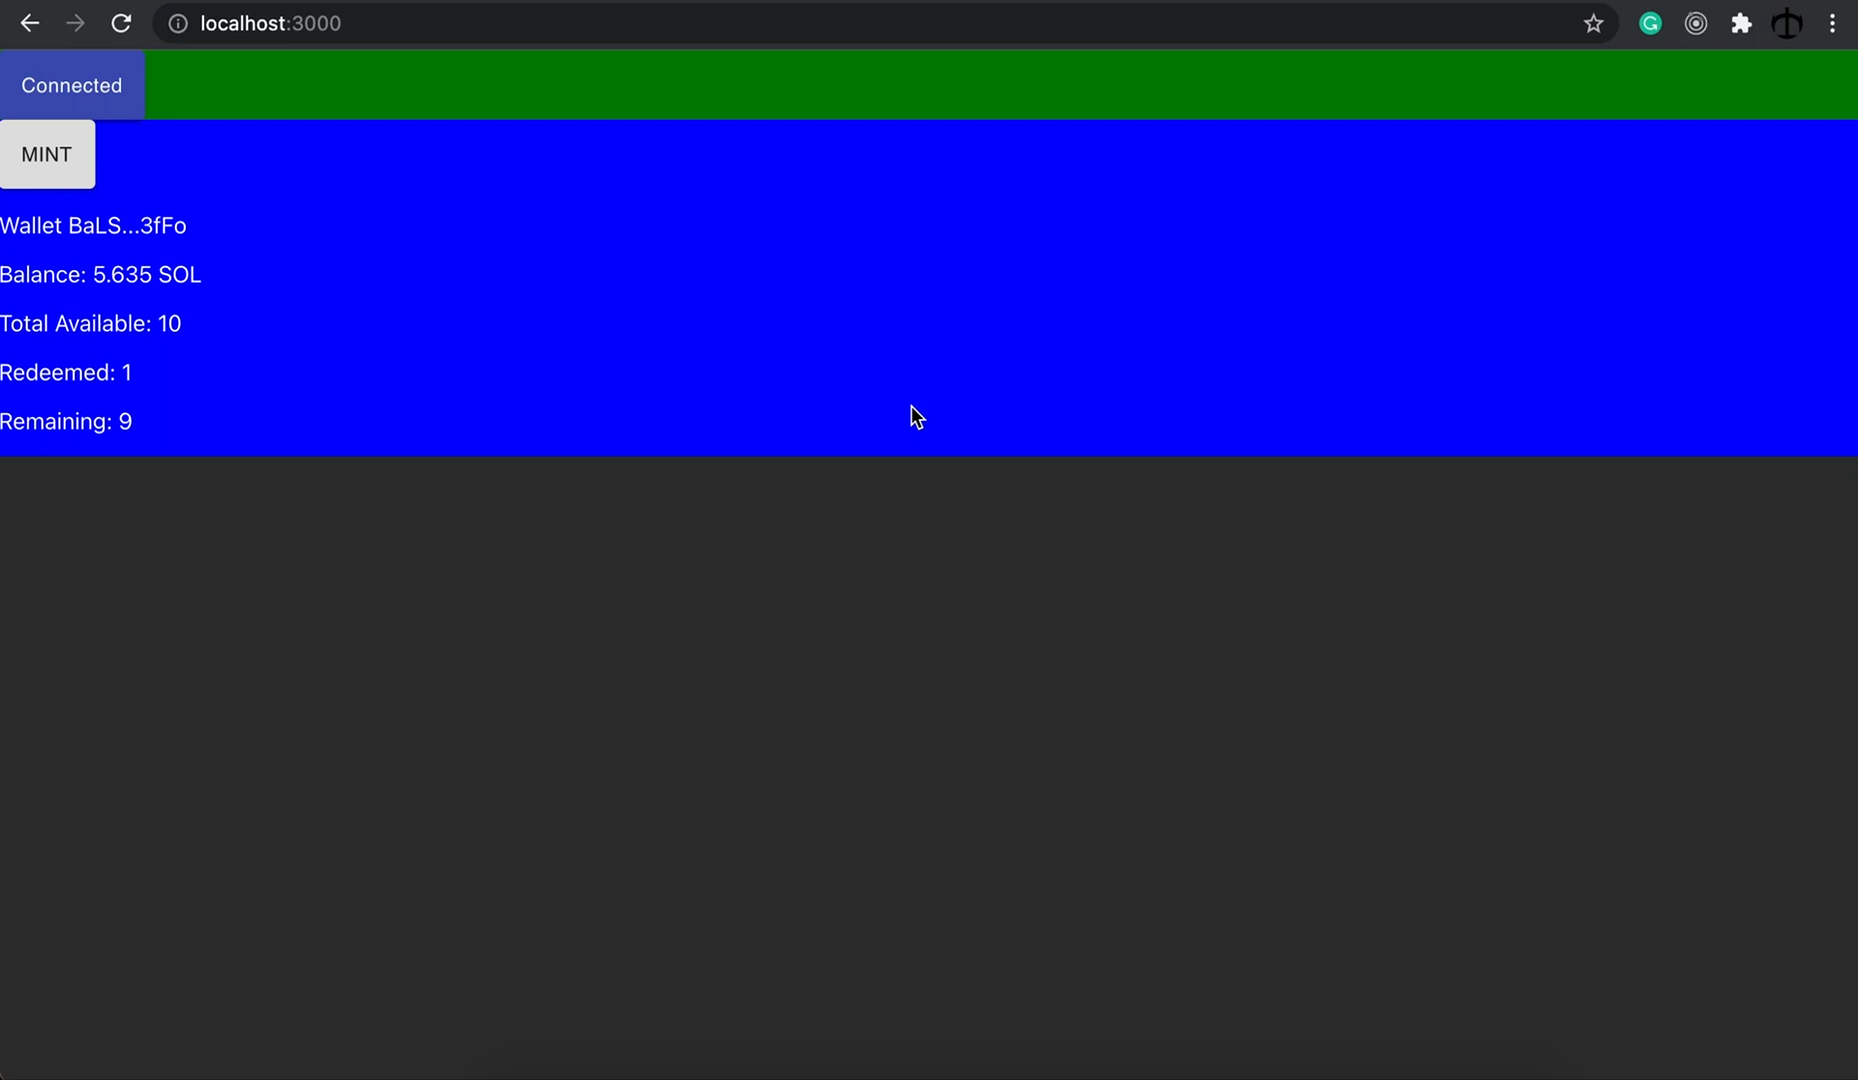 localhost:3000
Connected
MINT
Wallet BaLS...3fFo
Balance: 5.635 SOL
Total Available: 10
Redeemed: 1
Remaining: 9